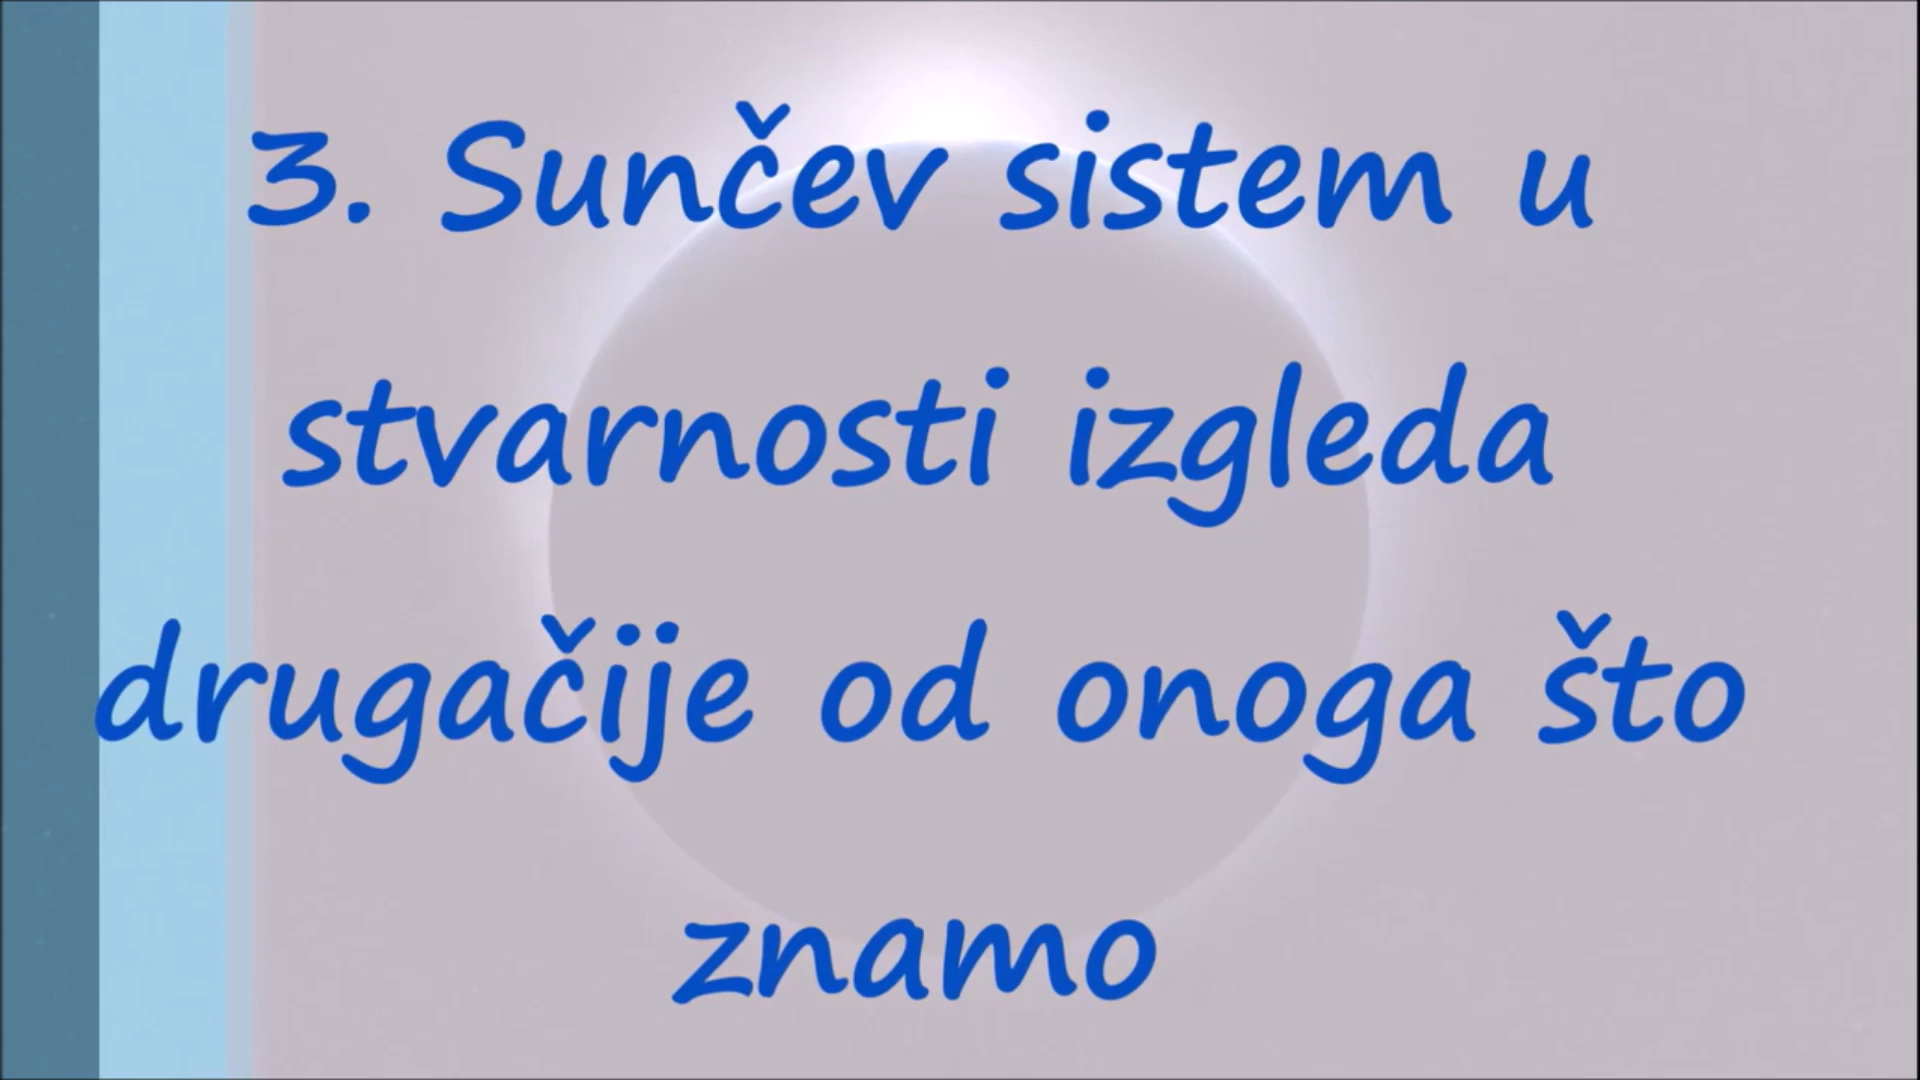 3. Sunčev sistem u
stvarnosti izgleda
drugačije od onoga što
znamo